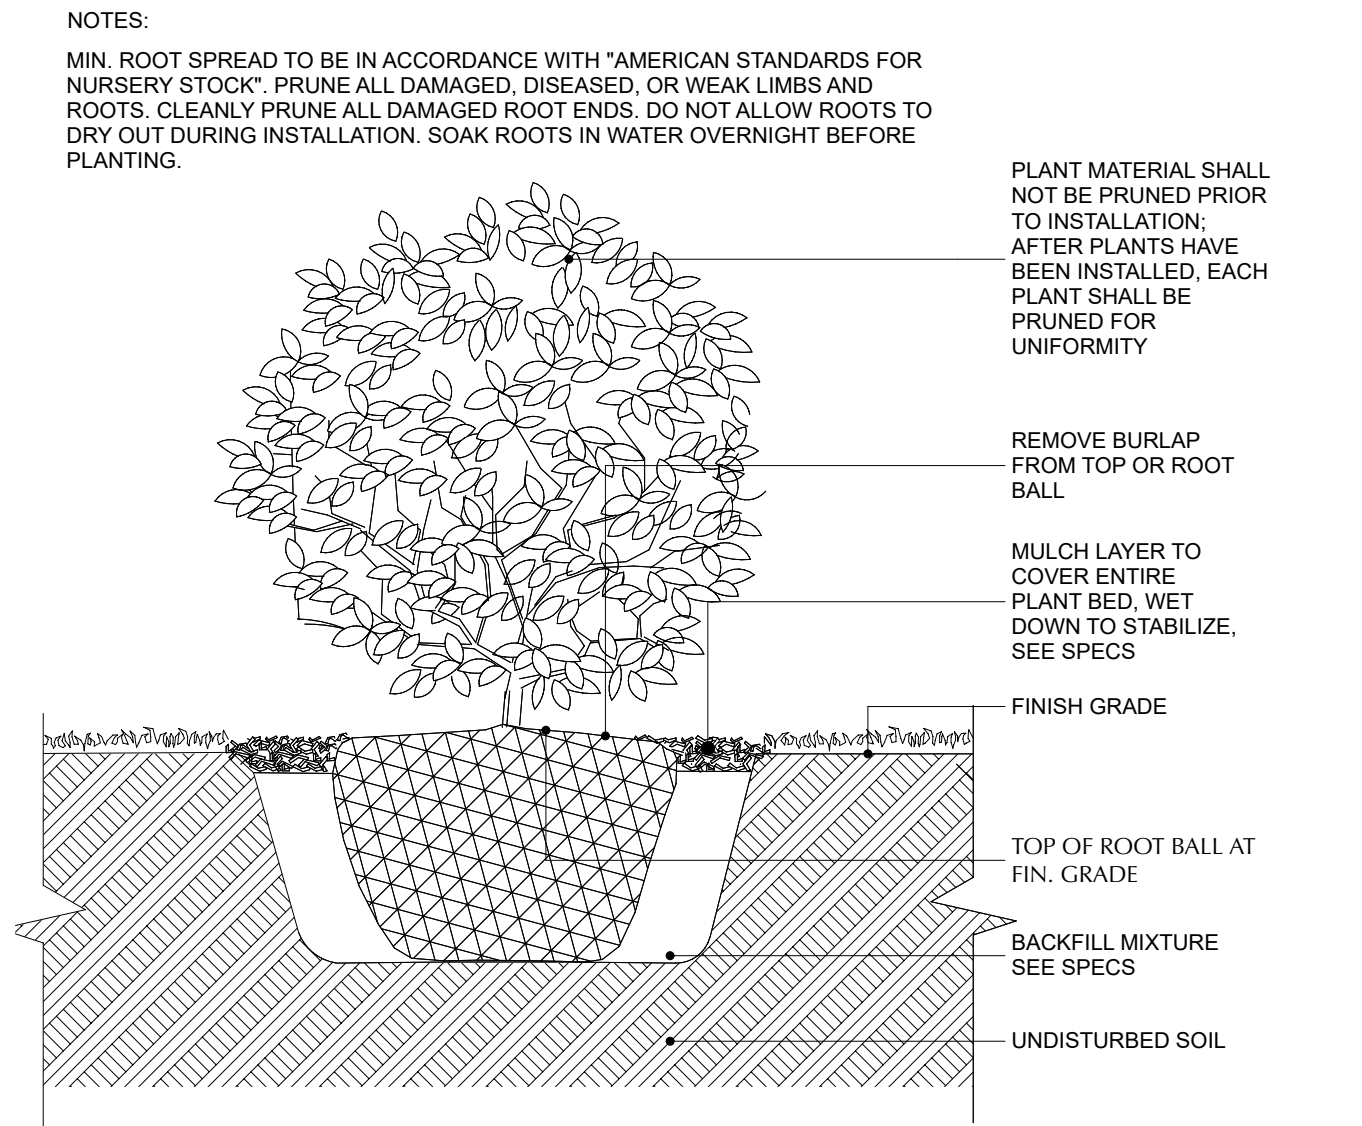 NOTES:
MIN. ROOT SPREAD TO BE IN ACCORDANCE WITH "AMERICAN STANDARDS FOR
NURSERY STOCK". PRUNE ALL DAMAGED, DISEASED, OR WEAK LIMBS AND
ROOTS. CLEANLY PRUNE ALL DAMAGED ROOT ENDS. DO NOT ALLOW ROOTS TO
DRY OUT DURING INSTALLATION. SOAK ROOTS IN WATER OVERNIGHT BEFORE
PLANTING.
PLANT MATERIAL SHALL
NOT BE PRUNED PRIOR
TO INSTALLATION;
AFTER PLANTS HAVE
BEEN INSTALLED, EACH
PLANT SHALL BE
PRUNED FOR
UNIFORMITY
REMOVE BURLAP
FROM TOP OR ROOT
BALL
MULCH LAYER TO
COVER ENTIRE
PLANT BED, WET
DOWN TO STABILIZE,
SEE SPECS
FINISH GRADE
TOP OF ROOT BALL AT
FIN. GRADE
BACKFILL MIXTURE
SEE SPECS
UNDISTURBED SOIL